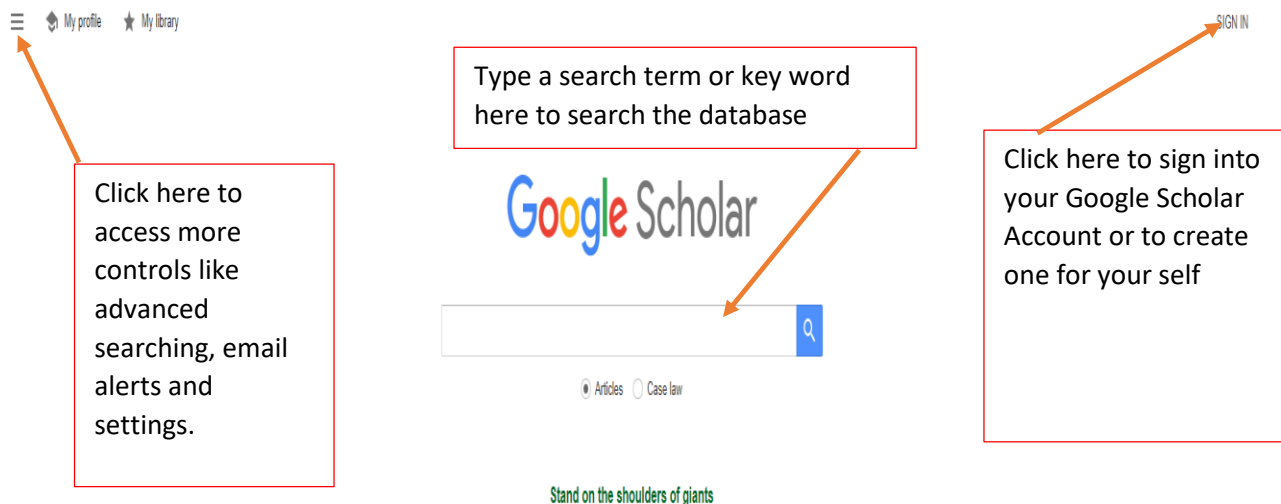 My profile My library SIGN IN
Type a search term or key word
here to search the database
Click here to
access more
controls like
advanced
searching, email
alerts and
settings.
Google Scholar
Click here to sign into
your Google Scholar
Account or to create
one for your self
Articles Case law
Stand on the shoulders of giants